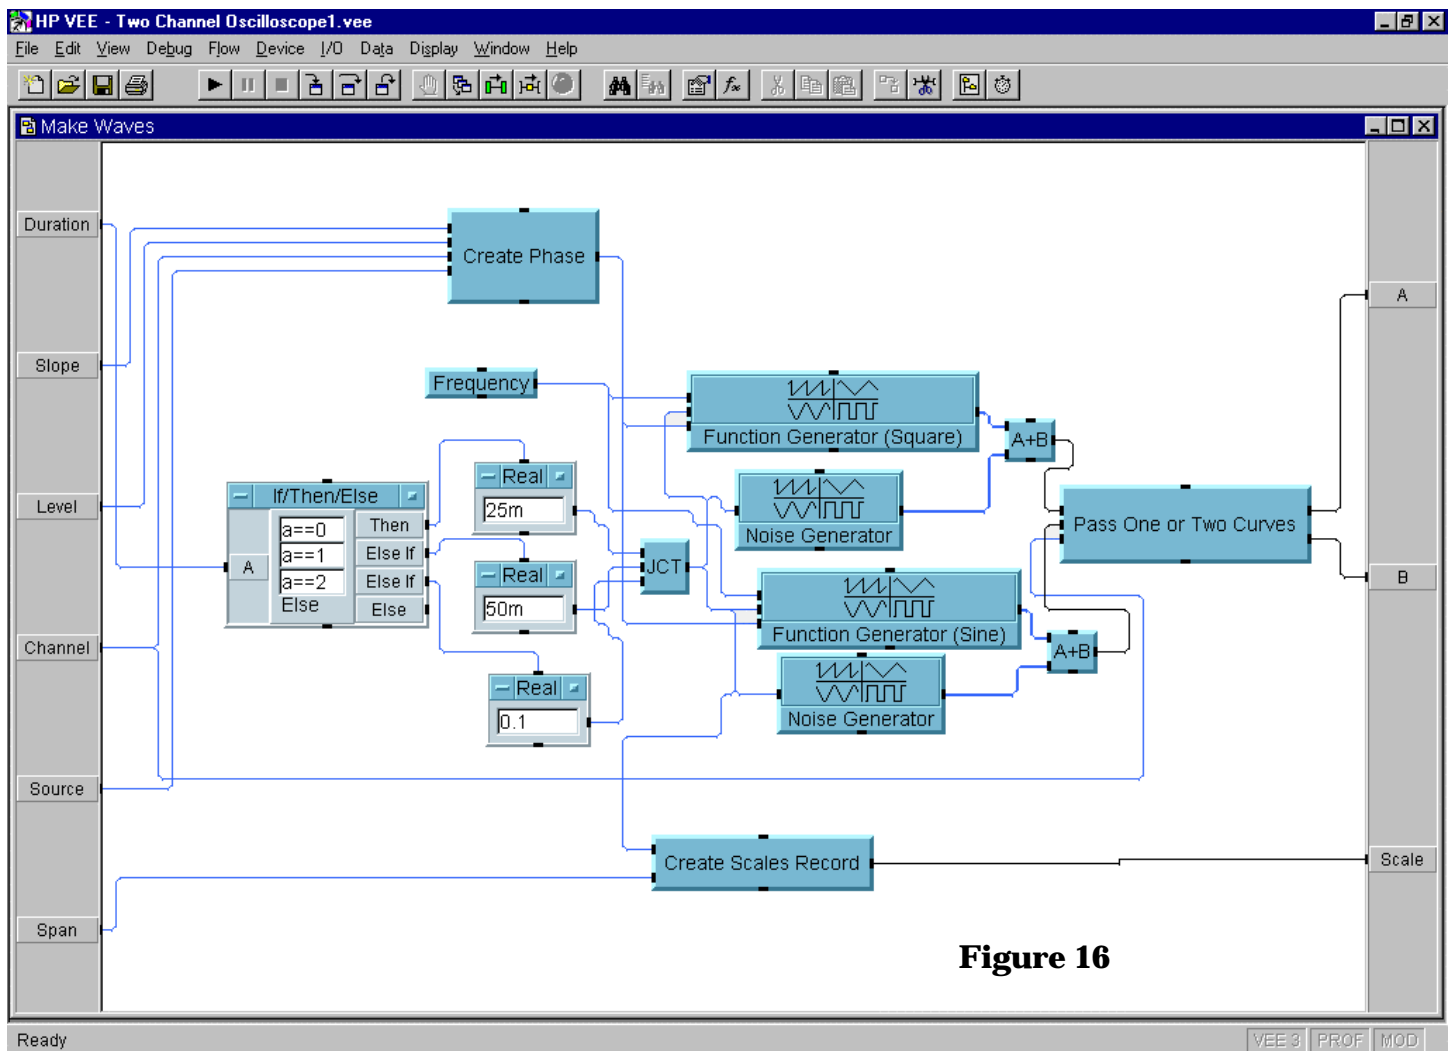 HP VEE - Two Channel Oscilloscope1.vee
File Edit View Debug Flow Device I/O Data Display Window Help
Make Waves
Duration
Slope
Level
Channel
Source
Span
Create Phase
Frequency
If/Then/Else
A
a==0
a==1
a==2
Else
Then
Else If
Else If
Else
Real
25m
Real
50m
Real
0.1
JCT
Function Generator (Square)
Noise Generator
A+B
Function Generator (Sine)
Noise Generator
A+B
Pass One or Two Curves
Create Scales Record
A
B
Scale
Figure 16
Ready
VEE 3 PROF MOD